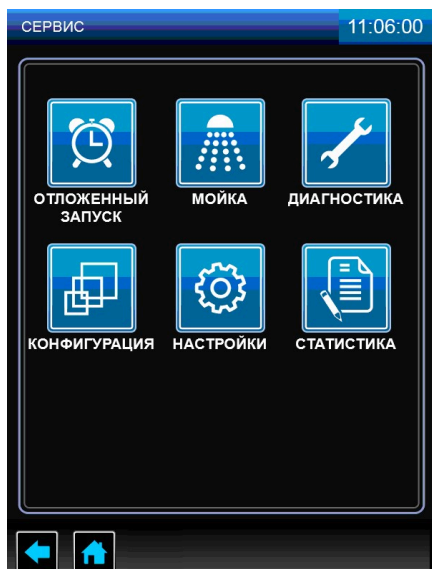 СЕРВИС 11:06:00
ОТЛОЖЕННЫЙ ЗАПУСК
МОЙКА
ДИАГНОСТИКА
КОНФИГУРАЦИЯ
НАСТРОЙКИ
СТАТИСТИКА